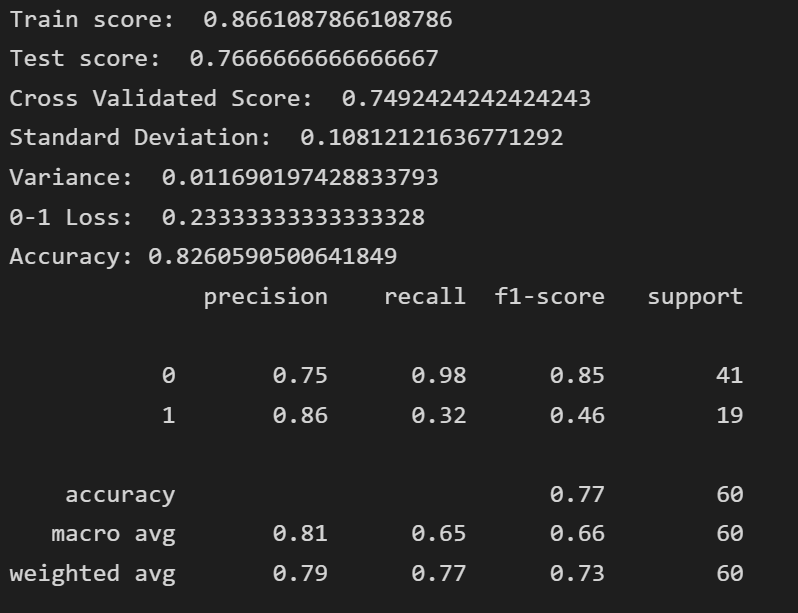 Train score:  0.8661087866108786
Test score:  0.7666666666666667
Cross Validated Score:  0.7492424242424243
Standard Deviation:  0.10812121636771292
Variance:  0.011690197428833793
0-1 Loss:  0.23333333333333328
Accuracy: 0.8260590500641849
              precision    recall  f1-score   support
           0       0.75      0.98      0.85        41
           1       0.86      0.32      0.46        19
    accuracy                           0.77        60
   macro avg       0.81      0.65      0.66        60
weighted avg       0.79      0.77      0.73        60